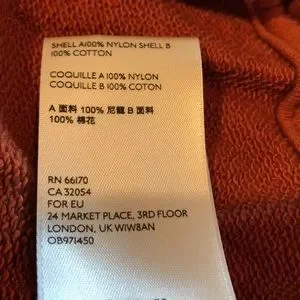 SHELL A100% NYLON SHELL B
100% COTTON
COQUILLE A 100% NYLON
COQUILLE B 100% COTON
A 面料 100% 尼龍 B 面料
100% 棉花
RN 66170
CA 32054
FOR EU
24 MARKET PLACE, 3RD FLOOR
LONDON, UK W1W8AN
OB971450